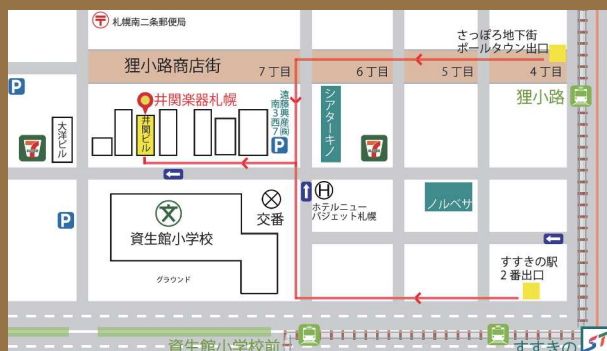 札幌南二条郵便局
さっぽろ地下街
ポールタウン出口
狸小路商店街
7丁目
6丁目
5丁目
4丁目
P
狸小路
井関楽器札幌
井関ビル
遠藤興産㈱
南3西7
P
シアターキノ
7
大洋ビル
7
P
文
資生館小学校
グラウンド
交番
H
ホテルニュー
バジェット札幌
ノルベサ
すすきの駅
2番出口
資生館小学校前
すすきの
ST